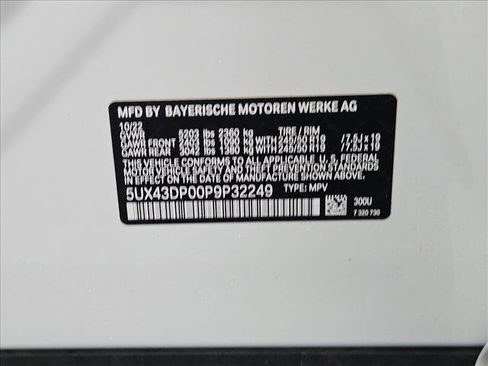 MFD BY BAYERISCHE MOTOREN WERKE AG
10/22
GVWR 5203 lbs 2360 kg TIRE / RIM
GAWR FRONT 2403 lbs 1090 kg WITH 245/50 R19 /7.5J x 19
GAWR REAR 3042 lbs 1380 kg WITH 245/50 R19 /7.5J x 19
THIS VEHICLE CONFORMS TO ALL APPLICABLE FEDERAL
MOTOR VEHICLE SAFETY, BUMPER, AND THEFT PREVENTION STANDARDS
IN EFFECT ON THE DATE OF MANUFACTURE SHOWN ABOVE.
5UX43DP00P9P32249 TYPE: MPV
300U
7 320 730